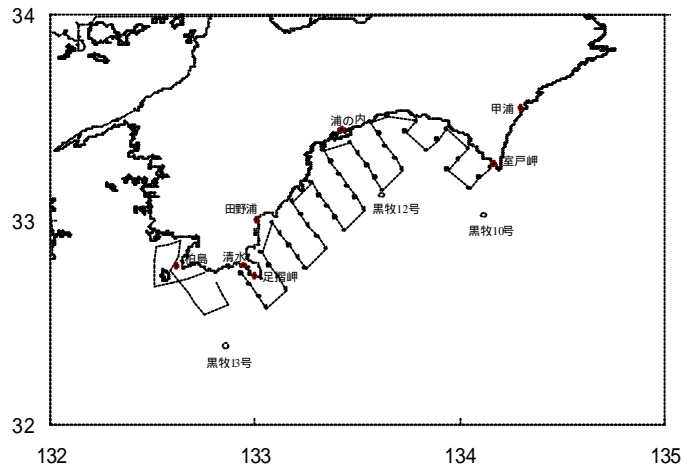 34
甲浦
浦の内
室戸岬
黒牧12号
田野浦
黒牧10号
33
柏島
清水
足摺岬
黒牧13号
32
132
133
134
135